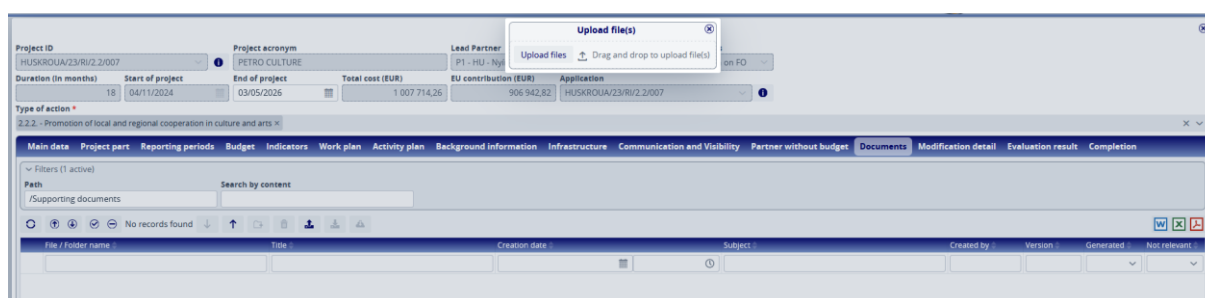 Upload file(s)
Upload files Drag and drop to upload file(s)
Project ID Project acronym Lead Partner
HUSKROUA/23/RI/2.2/007 PETRO CULTURE P1 - HU - on FO
Duration (in months) Start of project End of project Total cost (EUR) EU contribution (EUR) Application
18 04/11/2024 03/05/2026 1 007 714,26 906 942,82 HUSKROUA/23/RI/2.2/007
Type of action *
2.2.2. - Promotion of local and regional cooperation in culture and arts ×
Main data Project part Reporting periods Budget Indicators Work plan Activity plan Background information Infrastructure Communication and Visibility Partner without budget Documents Modification detail Evaluation result Completion
Filters (1 active)
Path Search by content
/Supporting documents
No records found
File / Folder name Title Creation date Subject Created by Version Generated Not relevant